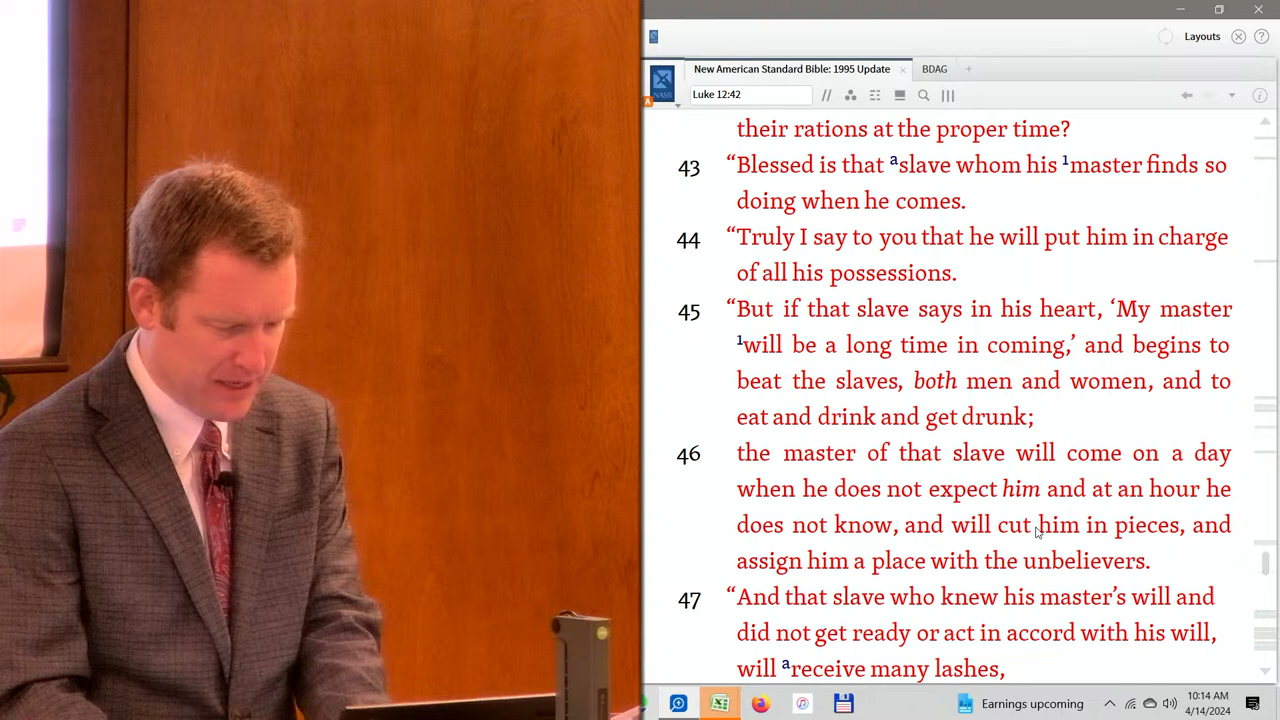 Layouts
New American Standard Bible: 1995 Update
BDAG
NASB
A
Luke 12:42
their rations at the proper time?
43 “Blessed is that ᵃslave whom his ¹master finds so
doing when he comes.
44 “Truly I say to you that he will put him in charge
of all his possessions.
45 “But if that slave says in his heart, ‘My master
¹will be a long time in coming,’ and begins to
beat the slaves, both men and women, and to
eat and drink and get drunk;
46 the master of that slave will come on a day
when he does not expect him and at an hour he
does not know, and will cut him in pieces, and
assign him a place with the unbelievers.
47 “And that slave who knew his master’s will and
did not get ready or act in accord with his will,
will ᵃreceive many lashes,
Earnings upcoming
10:14 AM
4/14/2024